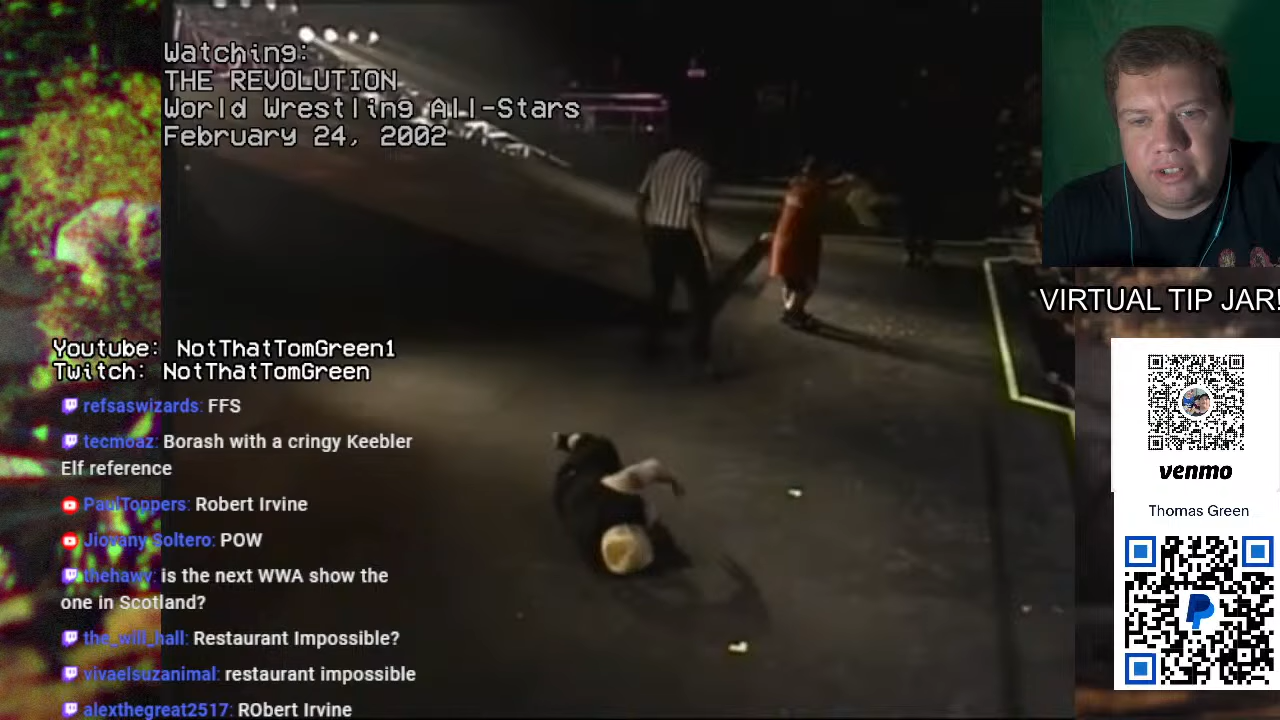 Watching:
THE REVOLUTION
World Wrestling All-Stars
February 24, 2002
VIRTUAL TIP JAR!
Youtube: NotThatTomGreen1
Twitch: NotThatTomGreen
refsaswizards: FFS
tecmoaz: Borash with a cringy Keebler
Elf reference
PaulToppers: Robert Irvine
Jiovany Soltero: POW
thehawv: is the next WWA show the
one in Scotland?
the_will_hall: Restaurant Impossible?
vivaelsuzanimal: restaurant impossible
alexthegreat2517: RObert Irvine
venmo
Thomas Green